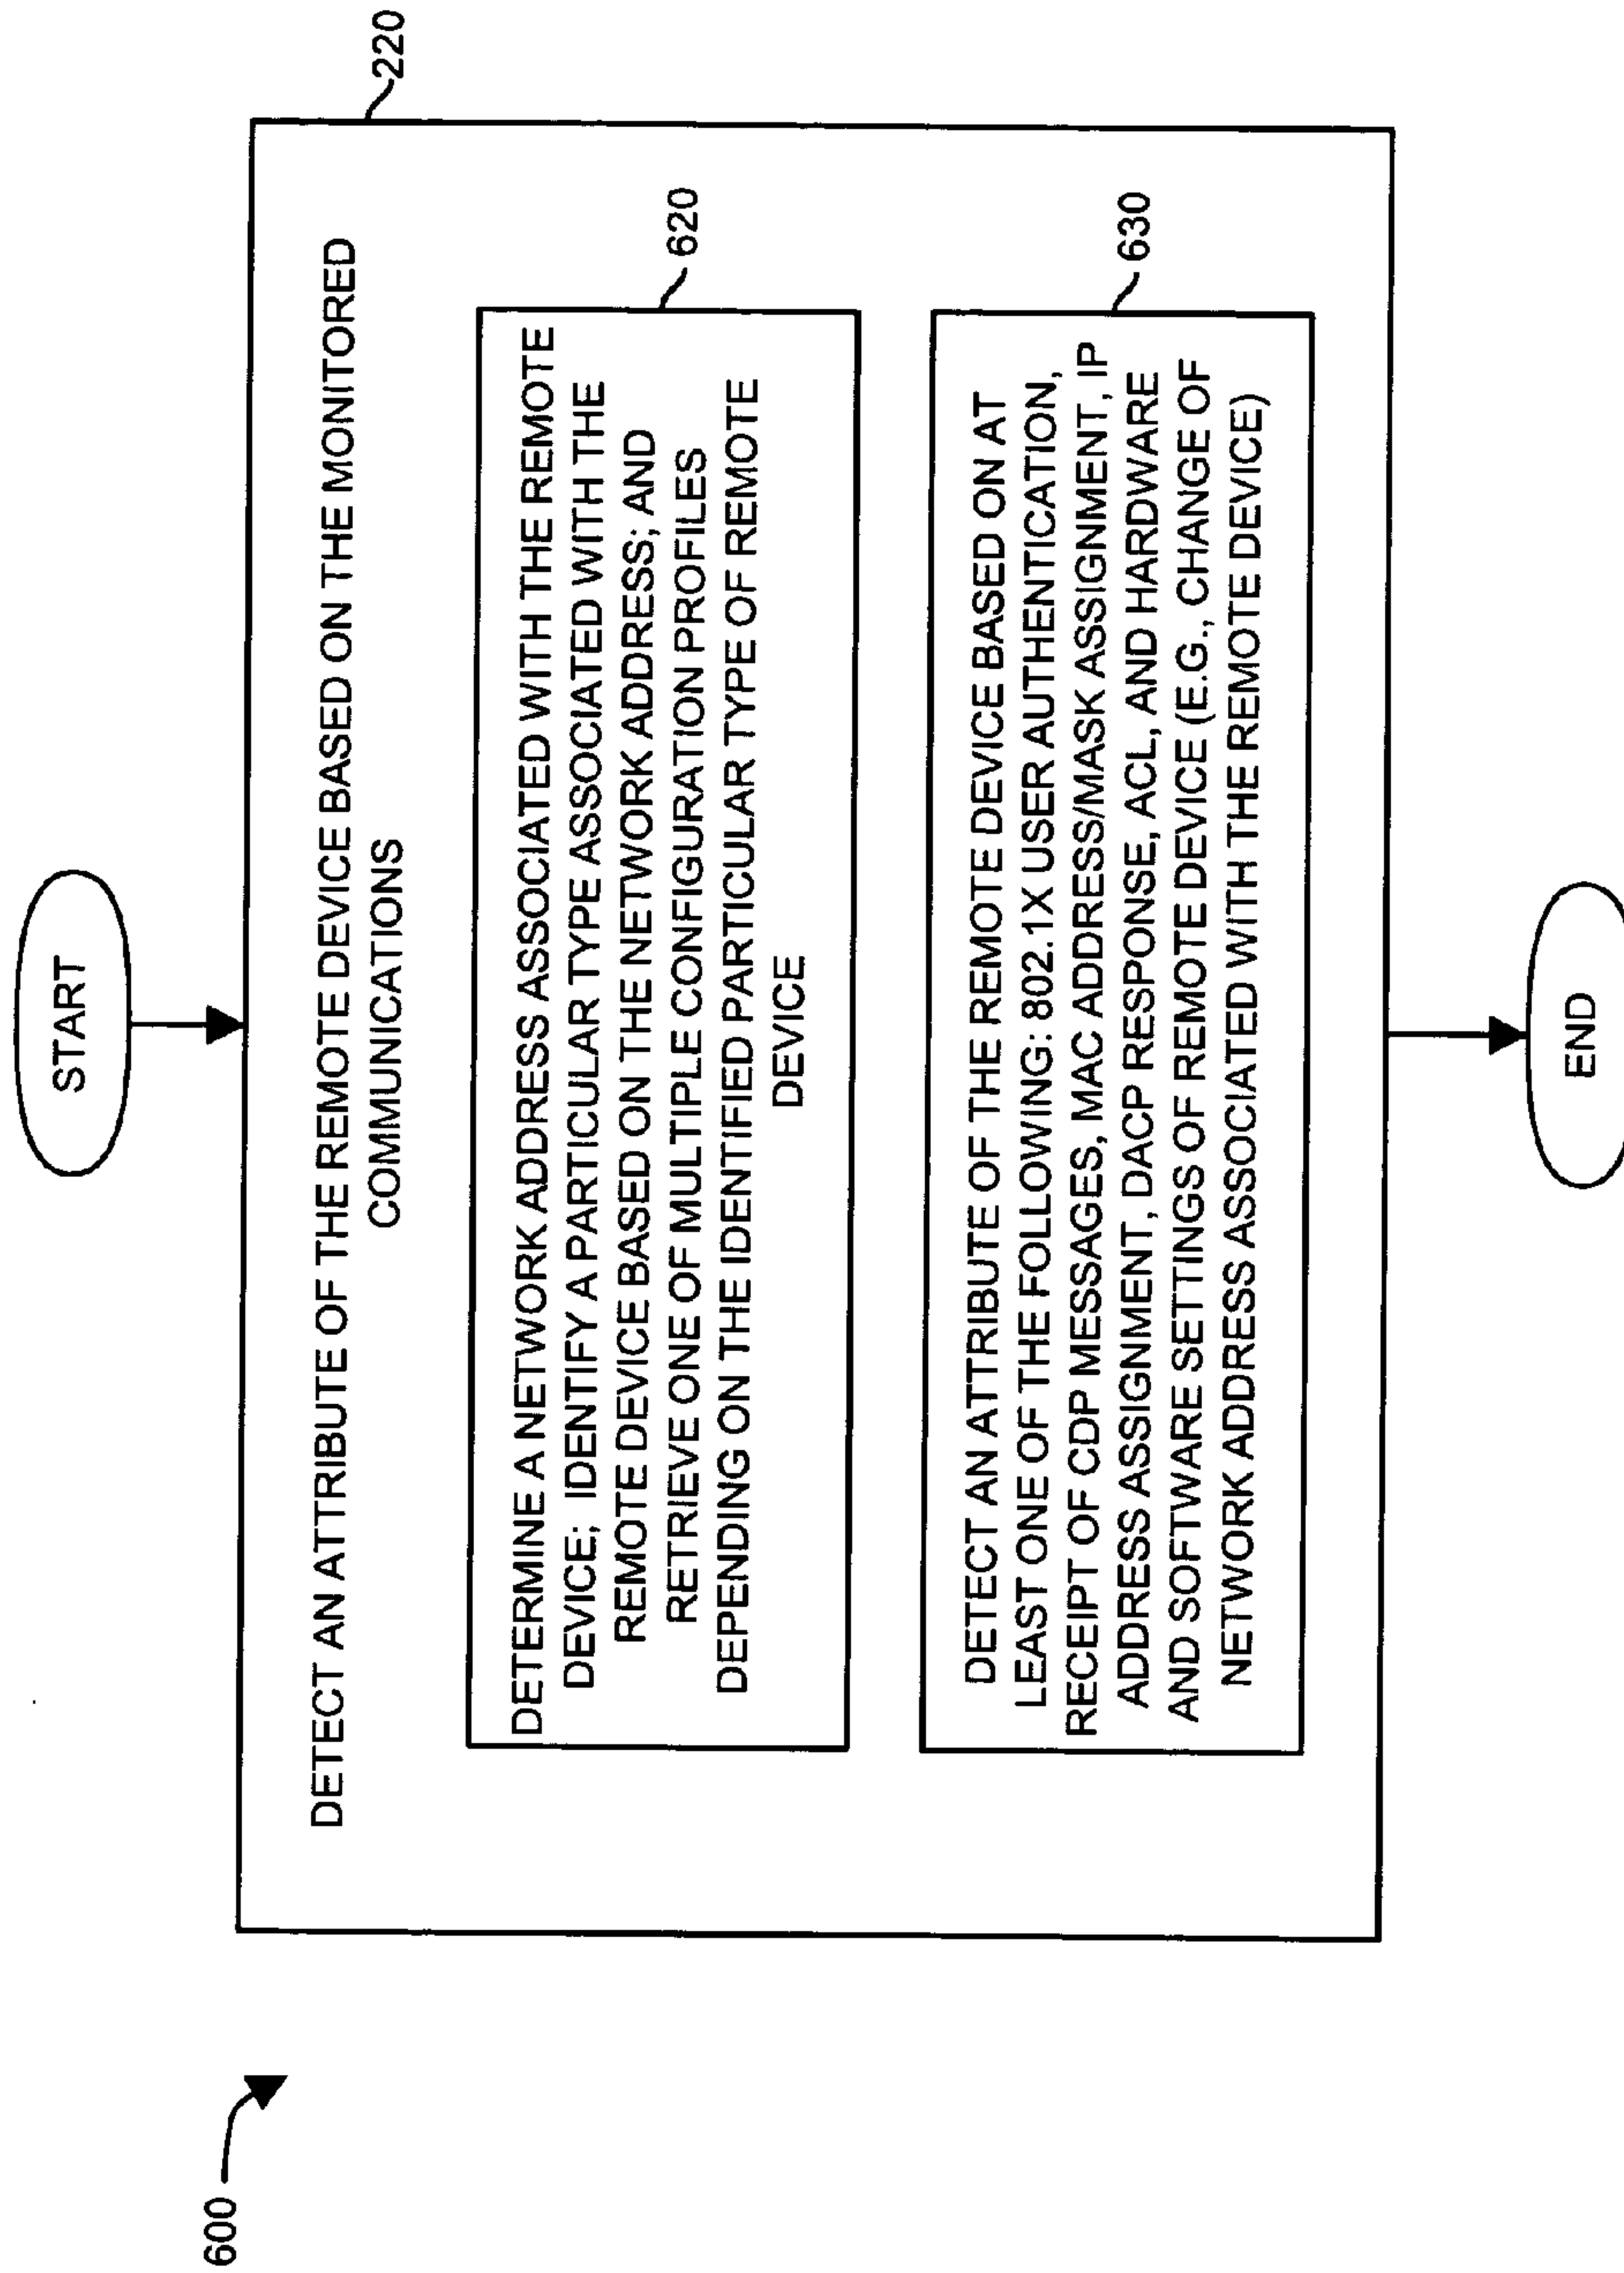 600
START
220
DETECT AN ATTRIBUTE OF THE REMOTE DEVICE BASED ON THE MONITORED
COMMUNICATIONS
620
DETERMINE A NETWORK ADDRESS ASSOCIATED WITH THE REMOTE
DEVICE; IDENTIFY A PARTICULAR TYPE ASSOCIATED WITH THE
REMOTE DEVICE BASED ON THE NETWORK ADDRESS; AND
RETRIEVE ONE OF MULTIPLE CONFIGURATION PROFILES
DEPENDING ON THE IDENTIFIED PARTICULAR TYPE OF REMOTE
DEVICE
630
DETECT AN ATTRIBUTE OF THE REMOTE DEVICE BASED ON AT
LEAST ONE OF THE FOLLOWING: 802.1X USER AUTHENTICATION,
RECEIPT OF CDP MESSAGES, MAC ADDRESS/MASK ASSIGNMENT, IP
ADDRESS ASSIGNMENT, DACP RESPONSE, ACL, AND HARDWARE
AND SOFTWARE SETTINGS OF REMOTE DEVICE (E.G., CHANGE OF
NETWORK ADDRESS ASSOCIATED WITH THE REMOTE DEVICE)
END